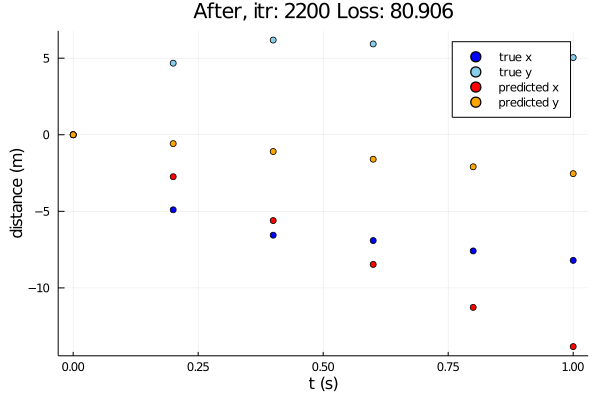 After, itr: 2200 Loss: 80.906
5
0
−5
−10
distance (m)
true x
true y
predicted x
predicted y
0.00 0.25 0.50 0.75 1.00
t (s)